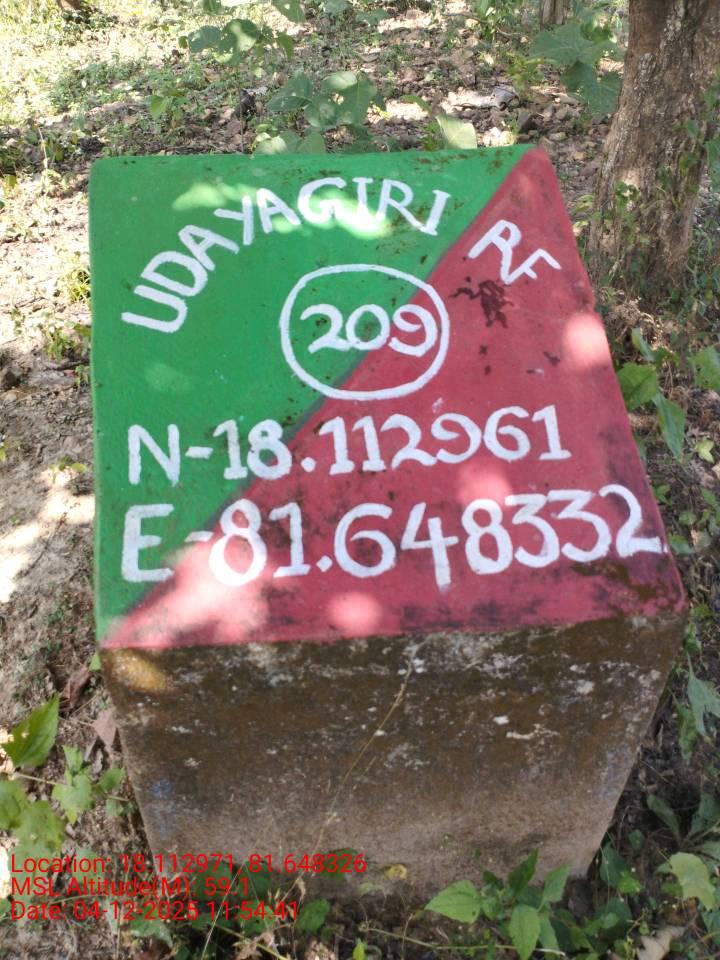 UDAYAGIRI RF
209
N-18.112961
E-81.648332
Location: 18.112971, 81.648326
MSL Altitude(M): 59.1
Date: 04-12-2025 11:54:41